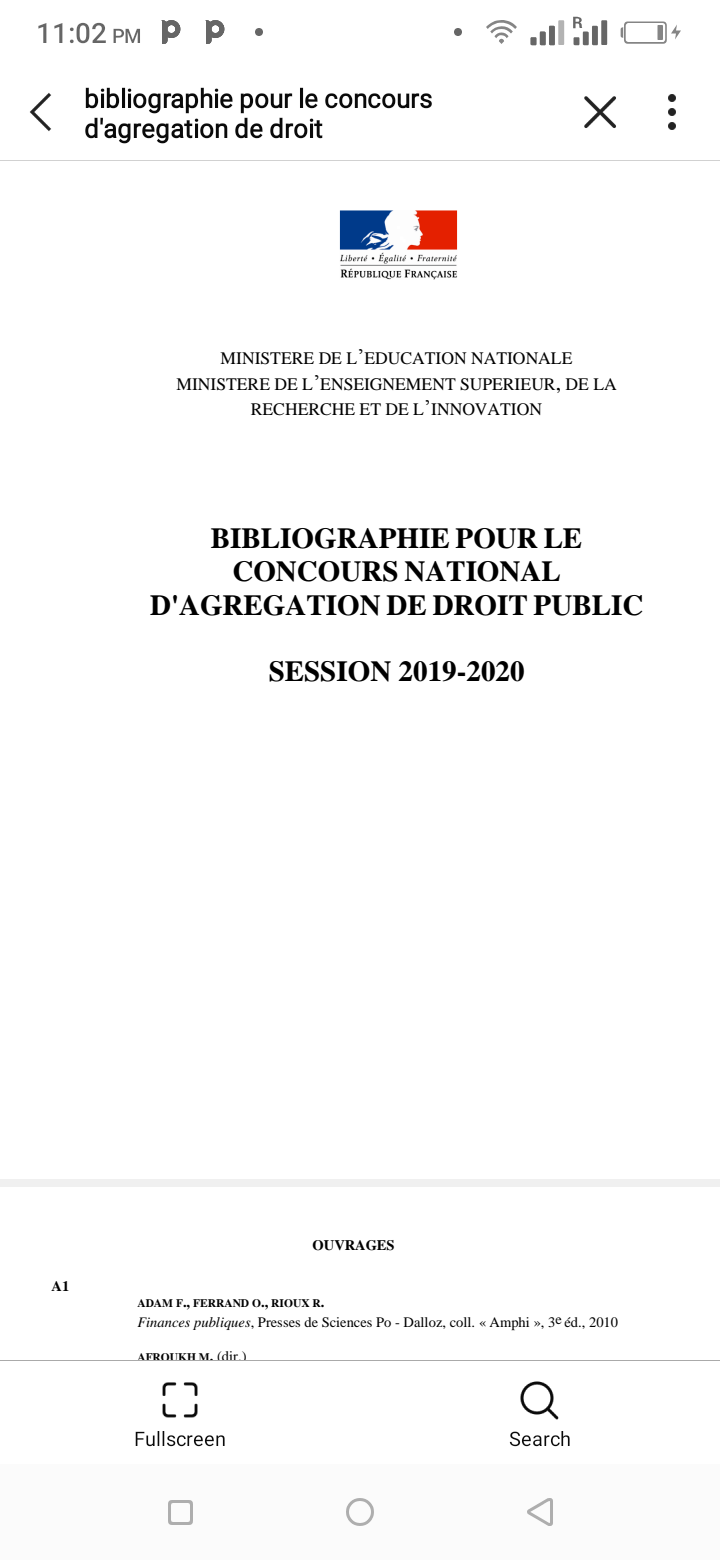 11:02 PM
bibliographie pour le concours
d'agregation de droit
Liberté • Égalité • Fraternité
RÉPUBLIQUE FRANÇAISE
MINISTERE DE L’EDUCATION NATIONALE
MINISTERE DE L’ENSEIGNEMENT SUPERIEUR, DE LA
RECHERCHE ET DE L’INNOVATION
BIBLIOGRAPHIE POUR LE
CONCOURS NATIONAL
D'AGREGATION DE DROIT PUBLIC
SESSION 2019-2020
OUVRAGES
A1
ADAM F., FERRAND O., RIOUX R.
Finances publiques, Presses de Sciences Po - Dalloz, coll. « Amphi », 3e éd., 2010
AFROUKH M. (dir.)
Fullscreen
Search